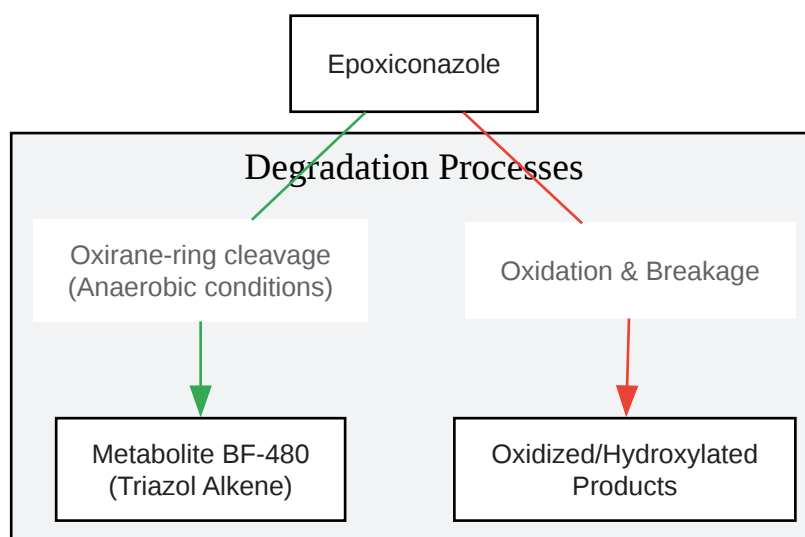 Epoxiconazole
Degradation Processes
Oxirane-ring cleavage
(Anaerobic conditions)
Oxidation & Breakage
Metabolite BF-480
(Triazol Alkene)
Oxidized/Hydroxylated
Products